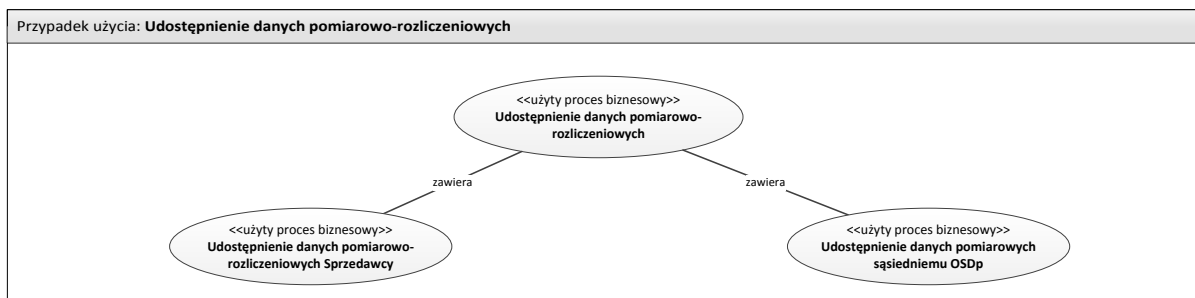 Przypadek użycia: Udostępnienie danych pomiarowo-rozliczeniowych
<<użyty proces biznesowy>>
Udostępnienie danych pomiarowo-
rozliczeniowych
zawiera
zawiera
<<użyty proces biznesowy>>
Udostępnienie danych pomiarowo-
rozliczeniowych Sprzedawcy
<<użyty proces biznesowy>>
Udostępnienie danych pomiarowych
sąsiedniemu OSDp